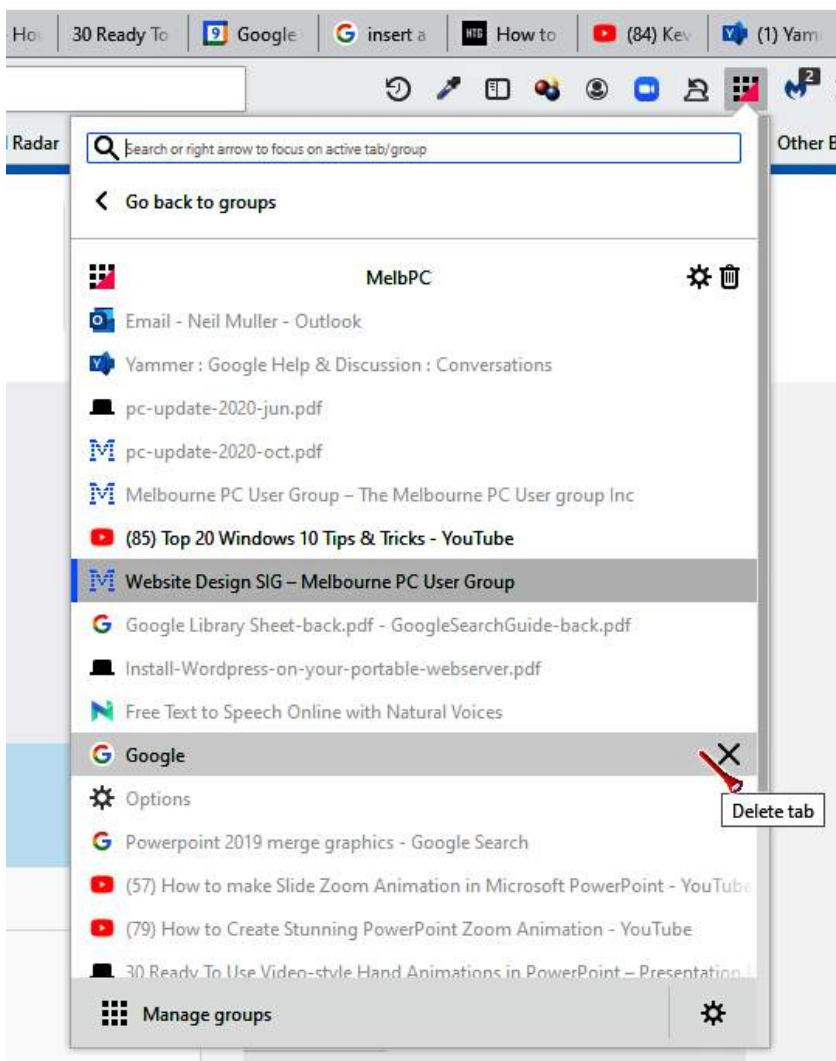 Ho
30 Ready To
9 Google
G insert a
HTG How to
(84) Kev
(1) Yam
2
Radar
Search or right arrow to focus on active tab/group
Other B
Go back to groups
MelbPC
Email - Neil Muller - Outlook
Yammer : Google Help & Discussion : Conversations
pc-update-2020-jun.pdf
pc-update-2020-oct.pdf
Melbourne PC User Group – The Melbourne PC User group Inc
(85) Top 20 Windows 10 Tips & Tricks - YouTube
Website Design SIG – Melbourne PC User Group
Google Library Sheet-back.pdf - GoogleSearchGuide-back.pdf
Install-Wordpress-on-your-portable-webserver.pdf
Free Text to Speech Online with Natural Voices
Google
Options
Delete tab
Powerpoint 2019 merge graphics - Google Search
(57) How to make Slide Zoom Animation in Microsoft PowerPoint - YouTube
(79) How to Create Stunning PowerPoint Zoom Animation - YouTube
30 Ready To Use Video-style Hand Animations in PowerPoint – Presentation
Manage groups